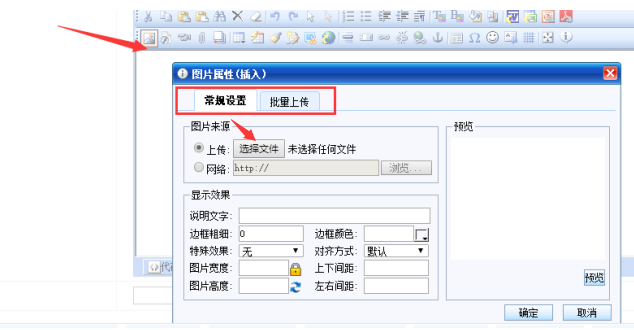 图片属性(插入)
常规设置 批量上传
图片来源
上传: 选择文件 未选择任何文件
网络: http:// 浏览...
预览
显示效果
说明文字:
边框粗细: 0 边框颜色:
特殊效果: 无 对齐方式: 默认
图片宽度: 上下间距:
图片高度: 左右间距:
预览
确定 取消